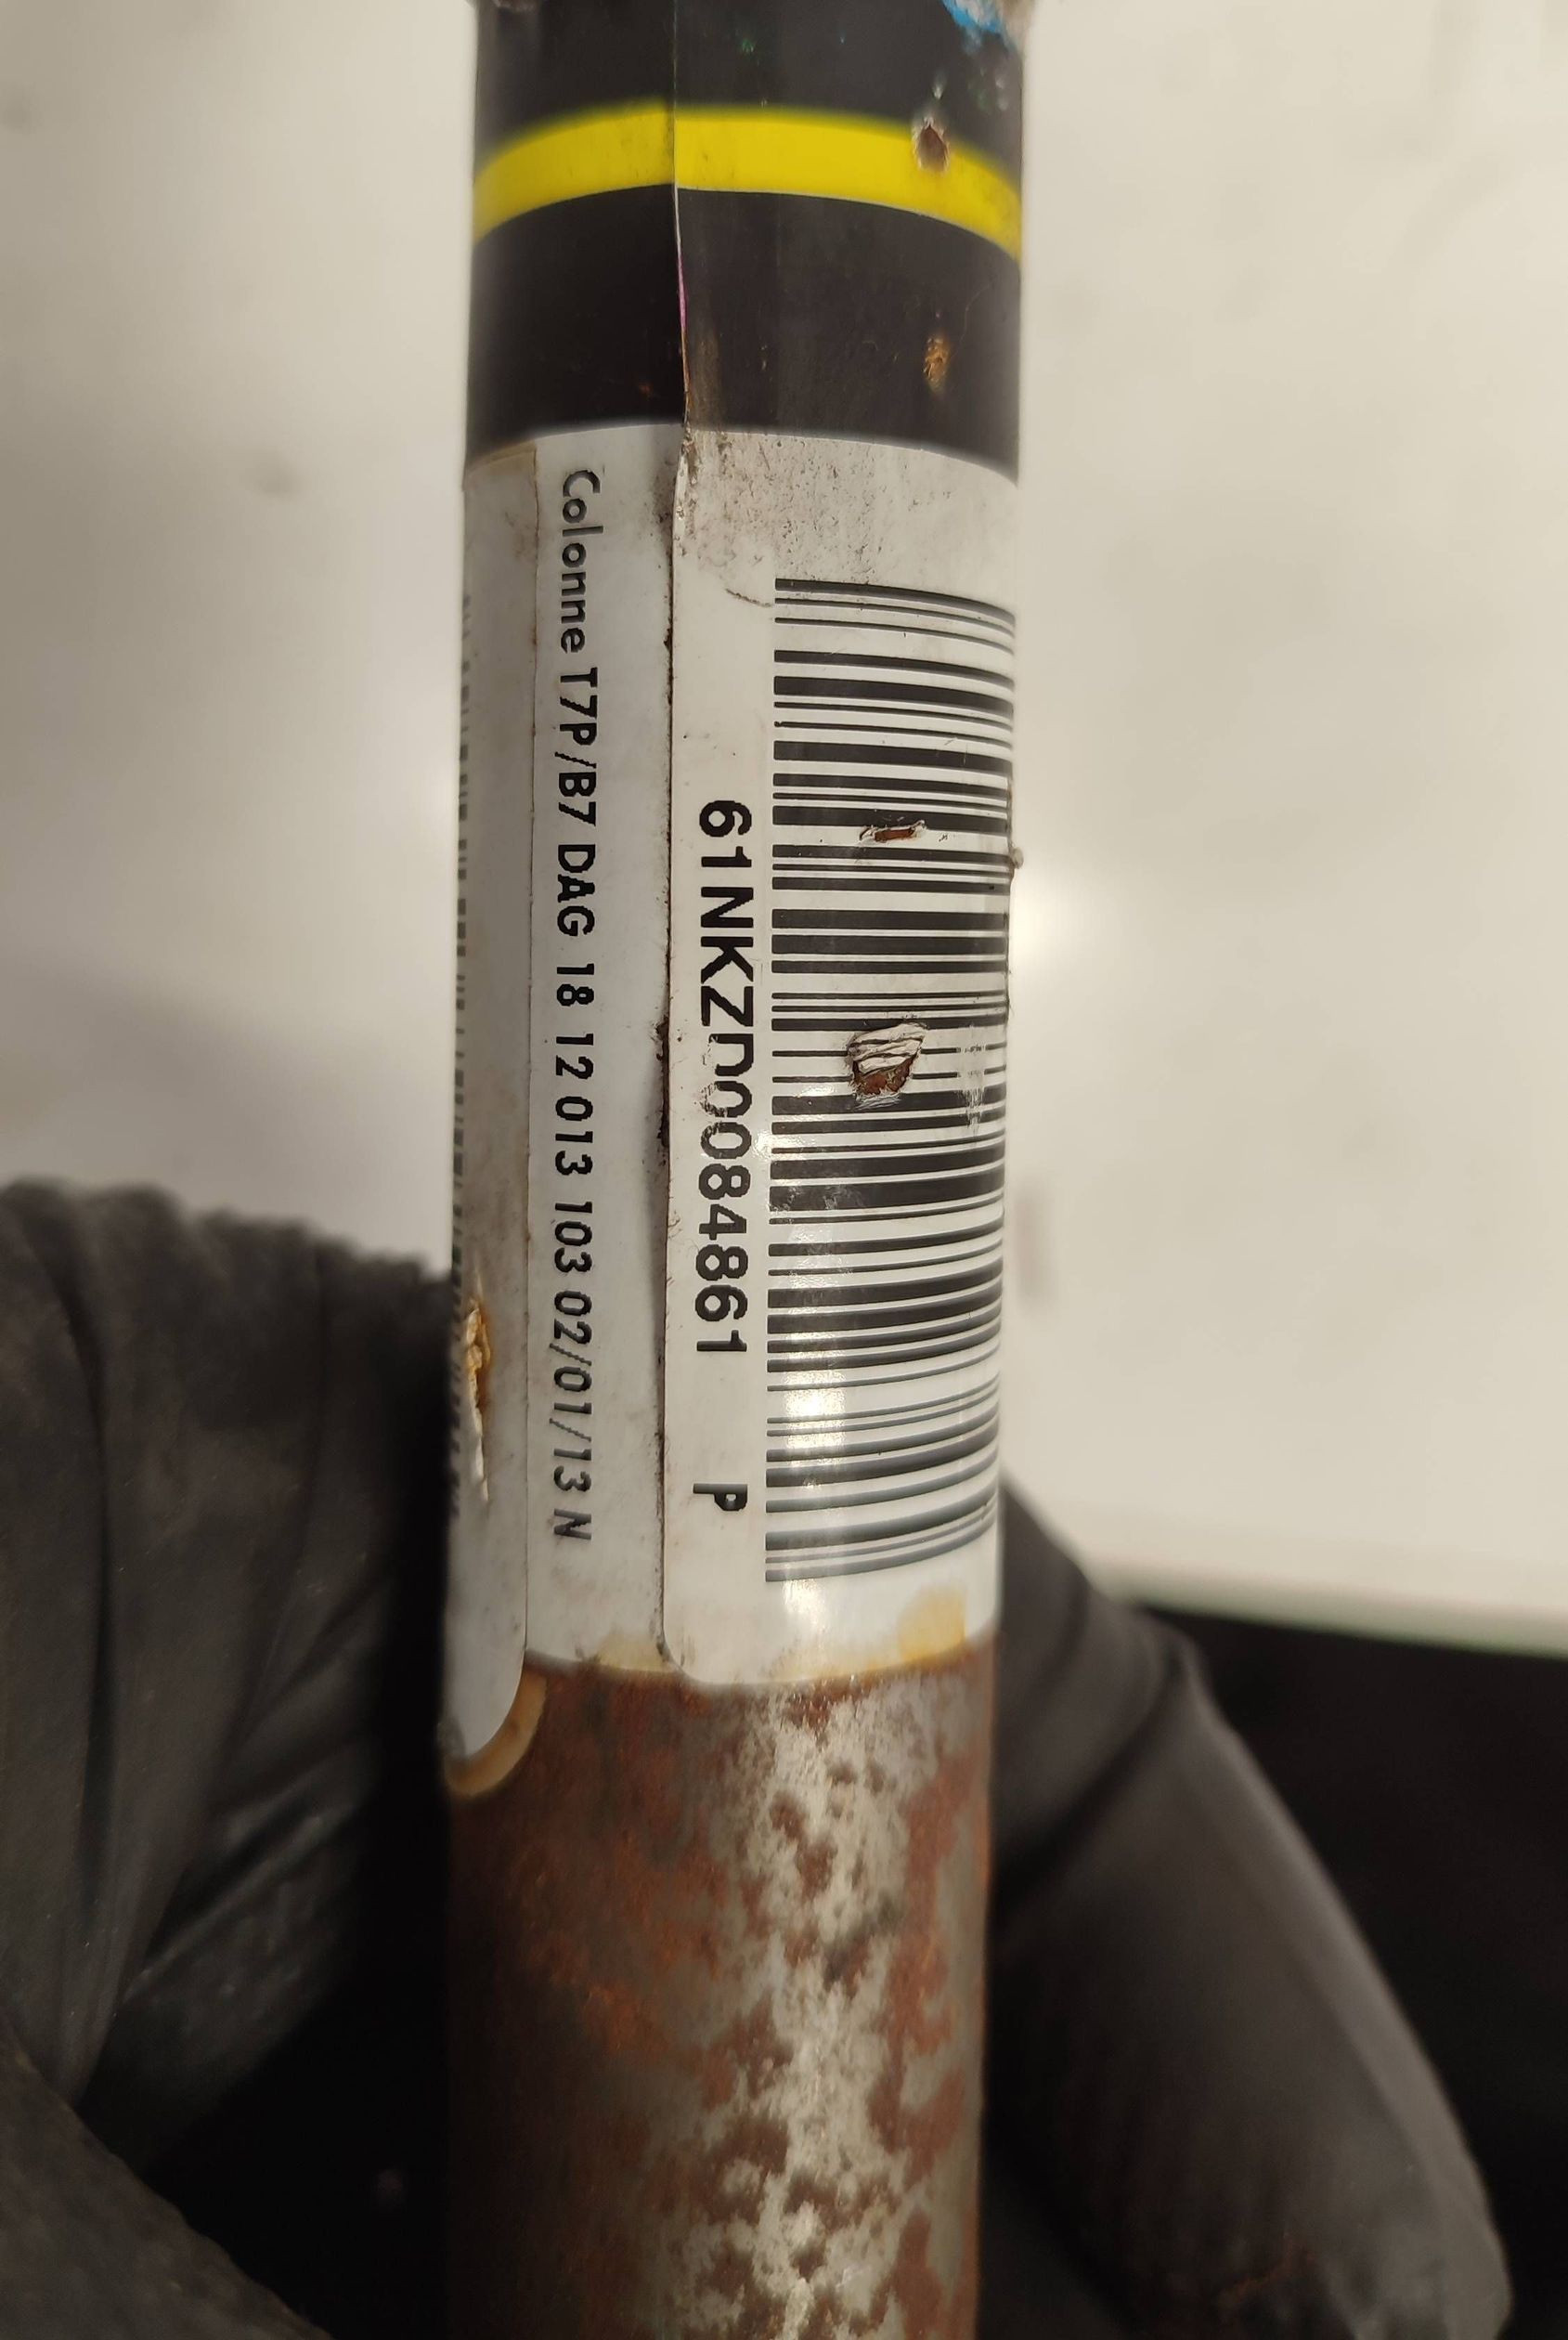 61NKZD0084861 P
Colonne T7P/B7 DAG 18 12 013 103 02/01/13 N